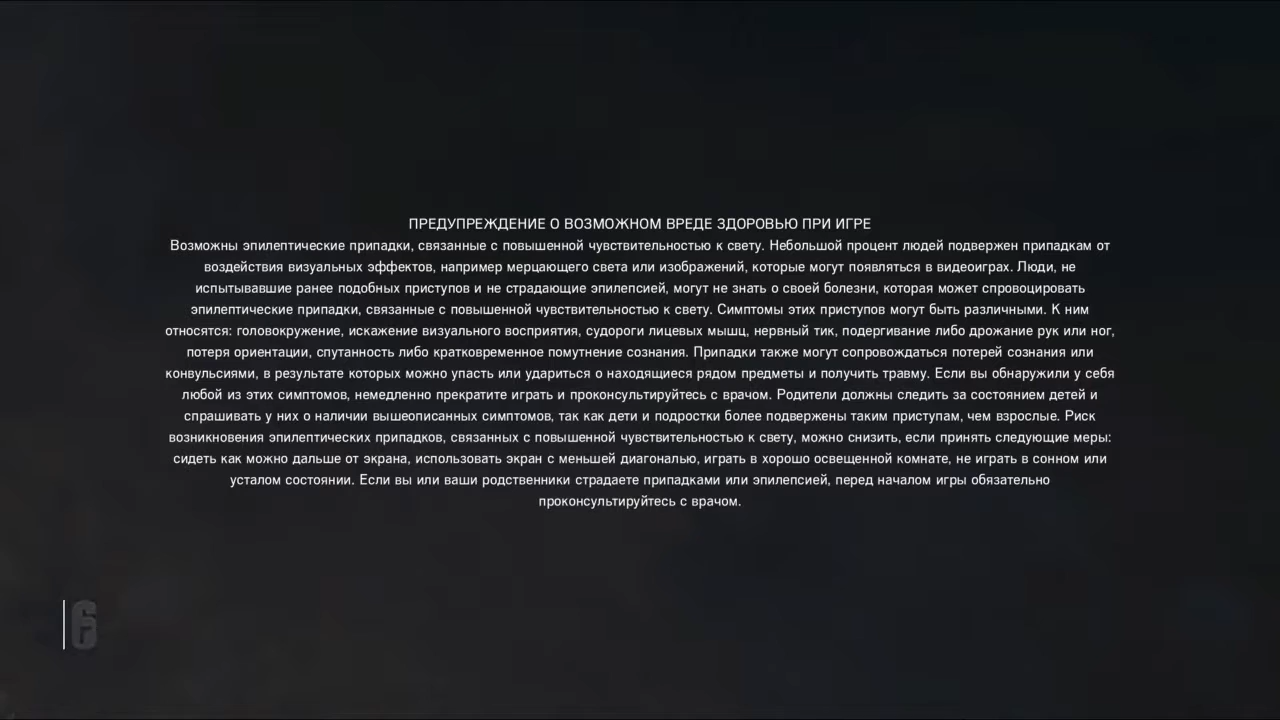 ПРЕДУПРЕЖДЕНИЕ О ВОЗМОЖНОМ ВРЕДЕ ЗДОРОВЬЮ ПРИ ИГРЕ
Возможны эпилептические припадки, связанные с повышенной чувствительностью к свету. Небольшой процент людей подвержен припадкам от
воздействия визуальных эффектов, например мерцающего света или изображений, которые могут появляться в видеоиграх. Люди, не
испытывавшие ранее подобных приступов и не страдающие эпилепсией, могут не знать о своей болезни, которая может спровоцировать
эпилептические припадки, связанные с повышенной чувствительностью к свету. Симптомы этих приступов могут быть различными. К ним
относятся: головокружение, искажение визуального восприятия, судороги лицевых мышц, нервный тик, подергивание либо дрожание рук или ног,
потеря ориентации, спутанность либо кратковременное помутнение сознания. Припадки также могут сопровождаться потерей сознания или
конвульсиями, в результате которых можно упасть или удариться о находящиеся рядом предметы и получить травму. Если вы обнаружили у себя
любой из этих симптомов, немедленно прекратите играть и проконсультируйтесь с врачом. Родители должны следить за состоянием детей и
спрашивать у них о наличии вышеописанных симптомов, так как дети и подростки более подвержены таким приступам, чем взрослые. Риск
возникновения эпилептических припадков, связанных с повышенной чувствительностью к свету, можно снизить, если принять следующие меры:
сидеть как можно дальше от экрана, использовать экран с меньшей диагональю, играть в хорошо освещенной комнате, не играть в сонном или
усталом состоянии. Если вы или ваши родственники страдаете припадками или эпилепсией, перед началом игры обязательно
проконсультируйтесь с врачом.
6